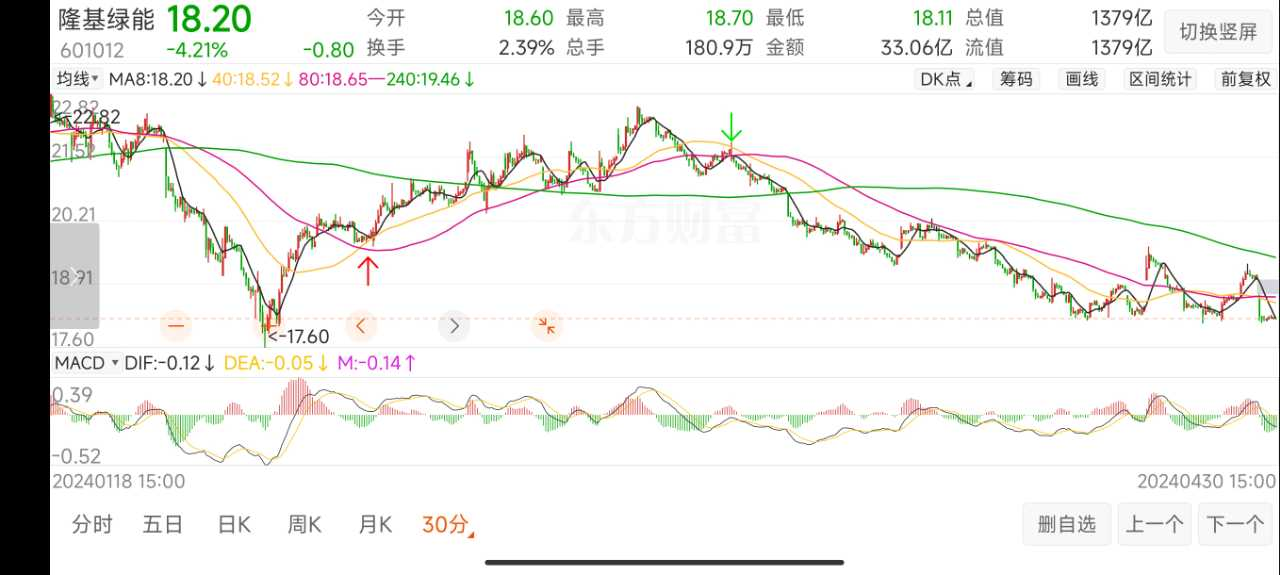 隆基绿能 18.20 今开 18.60 最高 18.70 最低 18.11 总值 1379亿 切换竖屏
601012 -4.21% -0.80 换手 2.39% 总手 180.9万 金额 33.06亿 流值 1379亿
均线▾ MA8:18.20↓ 40:18.52↓ 80:18.65— 240:19.46↓ DK点 筹码 画线 区间统计 前复权
22.82
<-22.82
21.52
20.21
东方财富
18.91
17.60
<-17.60
MACD ▾ DIF:-0.12↓ DEA:-0.05↓ M:-0.14↑
0.39
-0.52
20240118 15:00 20240430 15:00
分时 五日 日K 周K 月K 30分 删自选 上一个 下一个